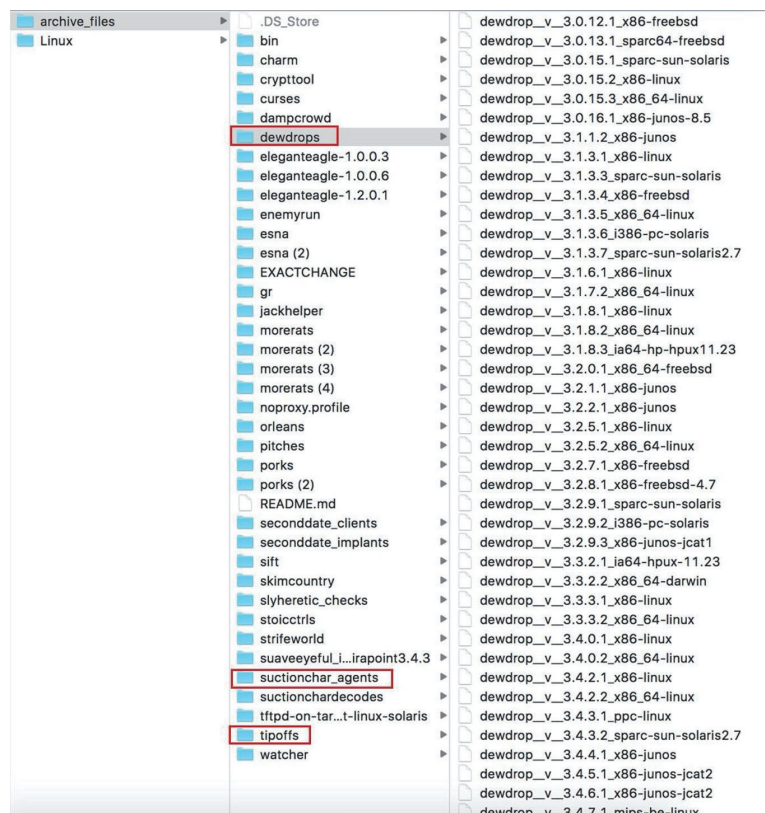 archive_files
Linux
.DS_Store
bin
charm
crypttool
curses
dampcrowd
dewdrops
eleganteagle-1.0.0.3
eleganteagle-1.0.0.6
eleganteagle-1.2.0.1
enemyrun
esna
esna (2)
EXACTCHANGE
gr
jackhelper
morerats
morerats (2)
morerats (3)
morerats (4)
noproxy.profile
orleans
pitches
porks
porks (2)
README.md
seconddate_clients
seconddate_implants
sift
skimcountry
slyheretic_checks
stoicctrls
strifeworld
suaveeyeful_i...irapoint3.4.3
suctionchar_agents
suctionchardecodes
tftpd-on-tar...t-linux-solaris
tipoffs
watcher
dewdrop__v__3.0.12.1_x86-freebsd
dewdrop__v__3.0.13.1_sparc64-freebsd
dewdrop__v__3.0.15.1_sparc-sun-solaris
dewdrop__v__3.0.15.2_x86-linux
dewdrop__v__3.0.15.3_x86_64-linux
dewdrop__v__3.0.16.1_x86-junos-8.5
dewdrop__v__3.1.1.2_x86-junos
dewdrop__v__3.1.3.1_x86-linux
dewdrop__v__3.1.3.3_sparc-sun-solaris
dewdrop__v__3.1.3.4_x86-freebsd
dewdrop__v__3.1.3.5_x86_64-linux
dewdrop__v__3.1.3.6_i386-pc-solaris
dewdrop__v__3.1.3.7_sparc-sun-solaris2.7
dewdrop__v__3.1.6.1_x86-linux
dewdrop__v__3.1.7.2_x86_64-linux
dewdrop__v__3.1.8.1_x86-linux
dewdrop__v__3.1.8.2_x86_64-linux
dewdrop__v__3.1.8.3_ia64-hp-hpux11.23
dewdrop__v__3.2.0.1_x86_64-freebsd
dewdrop__v__3.2.1.1_x86-junos
dewdrop__v__3.2.2.1_x86-junos
dewdrop__v__3.2.5.1_x86-linux
dewdrop__v__3.2.5.2_x86_64-linux
dewdrop__v__3.2.7.1_x86-freebsd
dewdrop__v__3.2.8.1_x86-freebsd-4.7
dewdrop__v__3.2.9.1_sparc-sun-solaris
dewdrop__v__3.2.9.2_i386-pc-solaris
dewdrop__v__3.2.9.3_x86-junos-jcat1
dewdrop__v__3.3.2.1_ia64-hpux-11.23
dewdrop__v__3.3.2.2_x86_64-darwin
dewdrop__v__3.3.3.1_x86-linux
dewdrop__v__3.3.3.2_x86_64-linux
dewdrop__v__3.4.0.1_x86-linux
dewdrop__v__3.4.0.2_x86_64-linux
dewdrop__v__3.4.2.1_x86-linux
dewdrop__v__3.4.2.2_x86_64-linux
dewdrop__v__3.4.3.1_ppc-linux
dewdrop__v__3.4.3.2_sparc-sun-solaris2.7
dewdrop__v__3.4.4.1_x86-junos
dewdrop__v__3.4.5.1_x86-junos-jcat2
dewdrop__v__3.4.6.1_x86-junos-jcat2
dewdrop__v__3.4.7.1_mips-be-linux